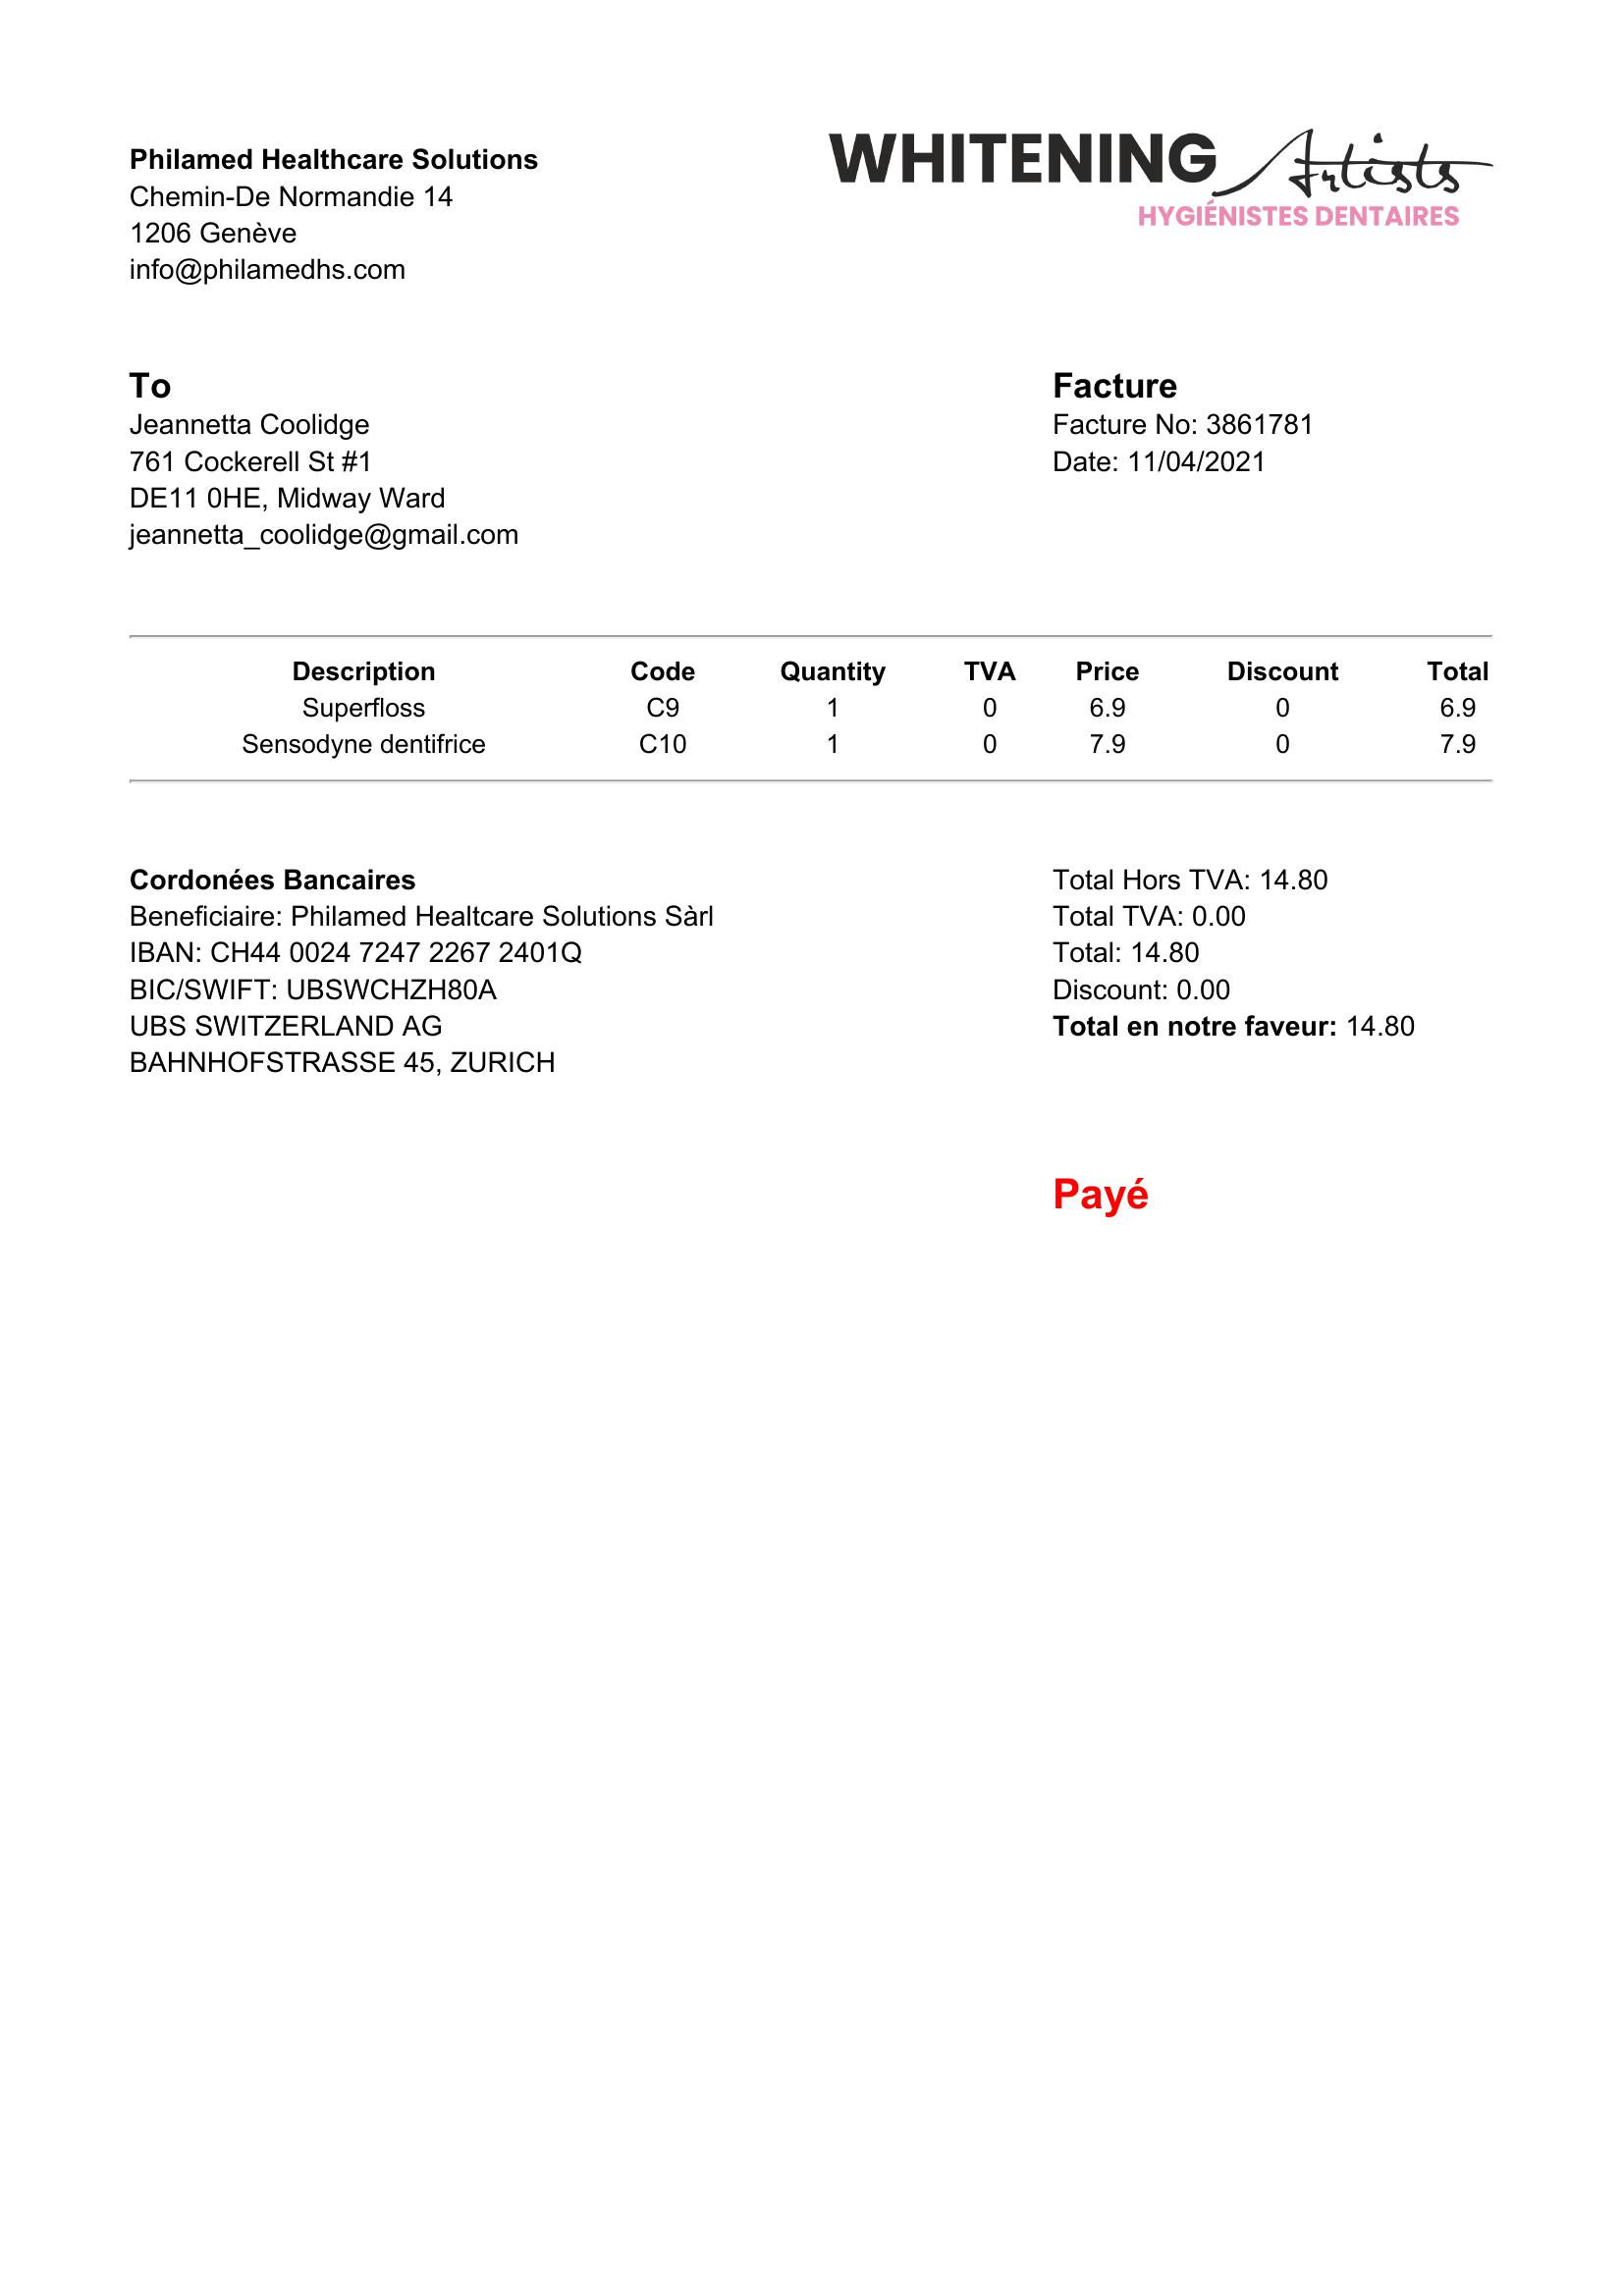 Philamed Healthcare Solutions
Chemin-De Normandie 14
1206 Genève
info@philamedhs.com
WHITENING Artists
HYGIÉNISTES DENTAIRES
To
Jeannetta Coolidge
761 Cockerell St #1
DE11 0HE, Midway Ward
jeannetta_coolidge@gmail.com
Facture
Facture No: 3861781
Date: 11/04/2021
Description Code Quantity TVA Price Discount Total
Superfloss C9 1 0 6.9 0 6.9
Sensodyne dentifrice C10 1 0 7.9 0 7.9
Cordonées Bancaires
Beneficiaire: Philamed Healtcare Solutions Sàrl
IBAN: CH44 0024 7247 2267 2401Q
BIC/SWIFT: UBSWCHZH80A
UBS SWITZERLAND AG
BAHNHOFSTRASSE 45, ZURICH
Total Hors TVA: 14.80
Total TVA: 0.00
Total: 14.80
Discount: 0.00
Total en notre faveur: 14.80
Payé